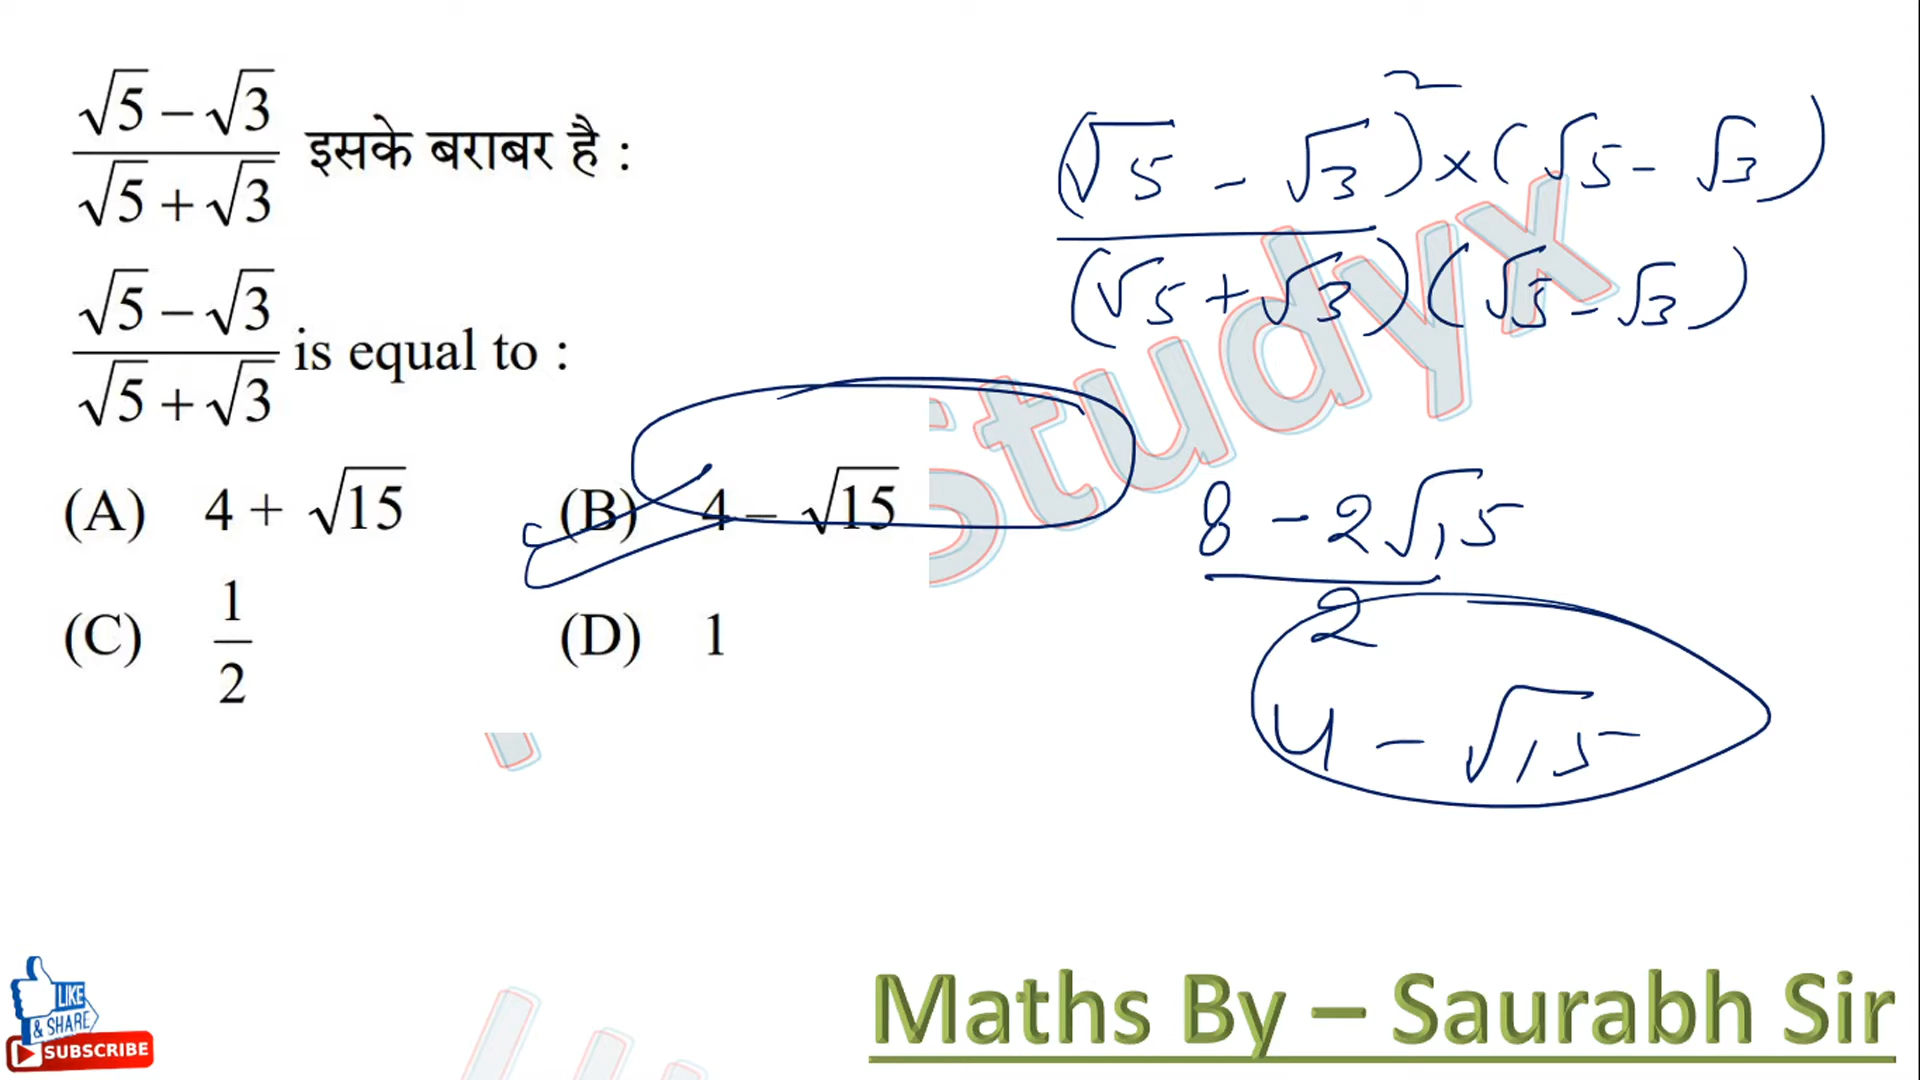 (√5 − √3)/(√5 + √3) इसके बराबर है :
(√5 − √3)/(√5 + √3) is equal to :
(A) 4 + √15 (B) 4 − √15
(C) 1/2 (D) 1
(√5 − √3)² × (√5 − √3)
(√5 + √3) (√5 − √3)
8 − 2√15
2
4 − √15
Studyx
LIKE
& SHARE
SUBSCRIBE
Maths By – Saurabh Sir